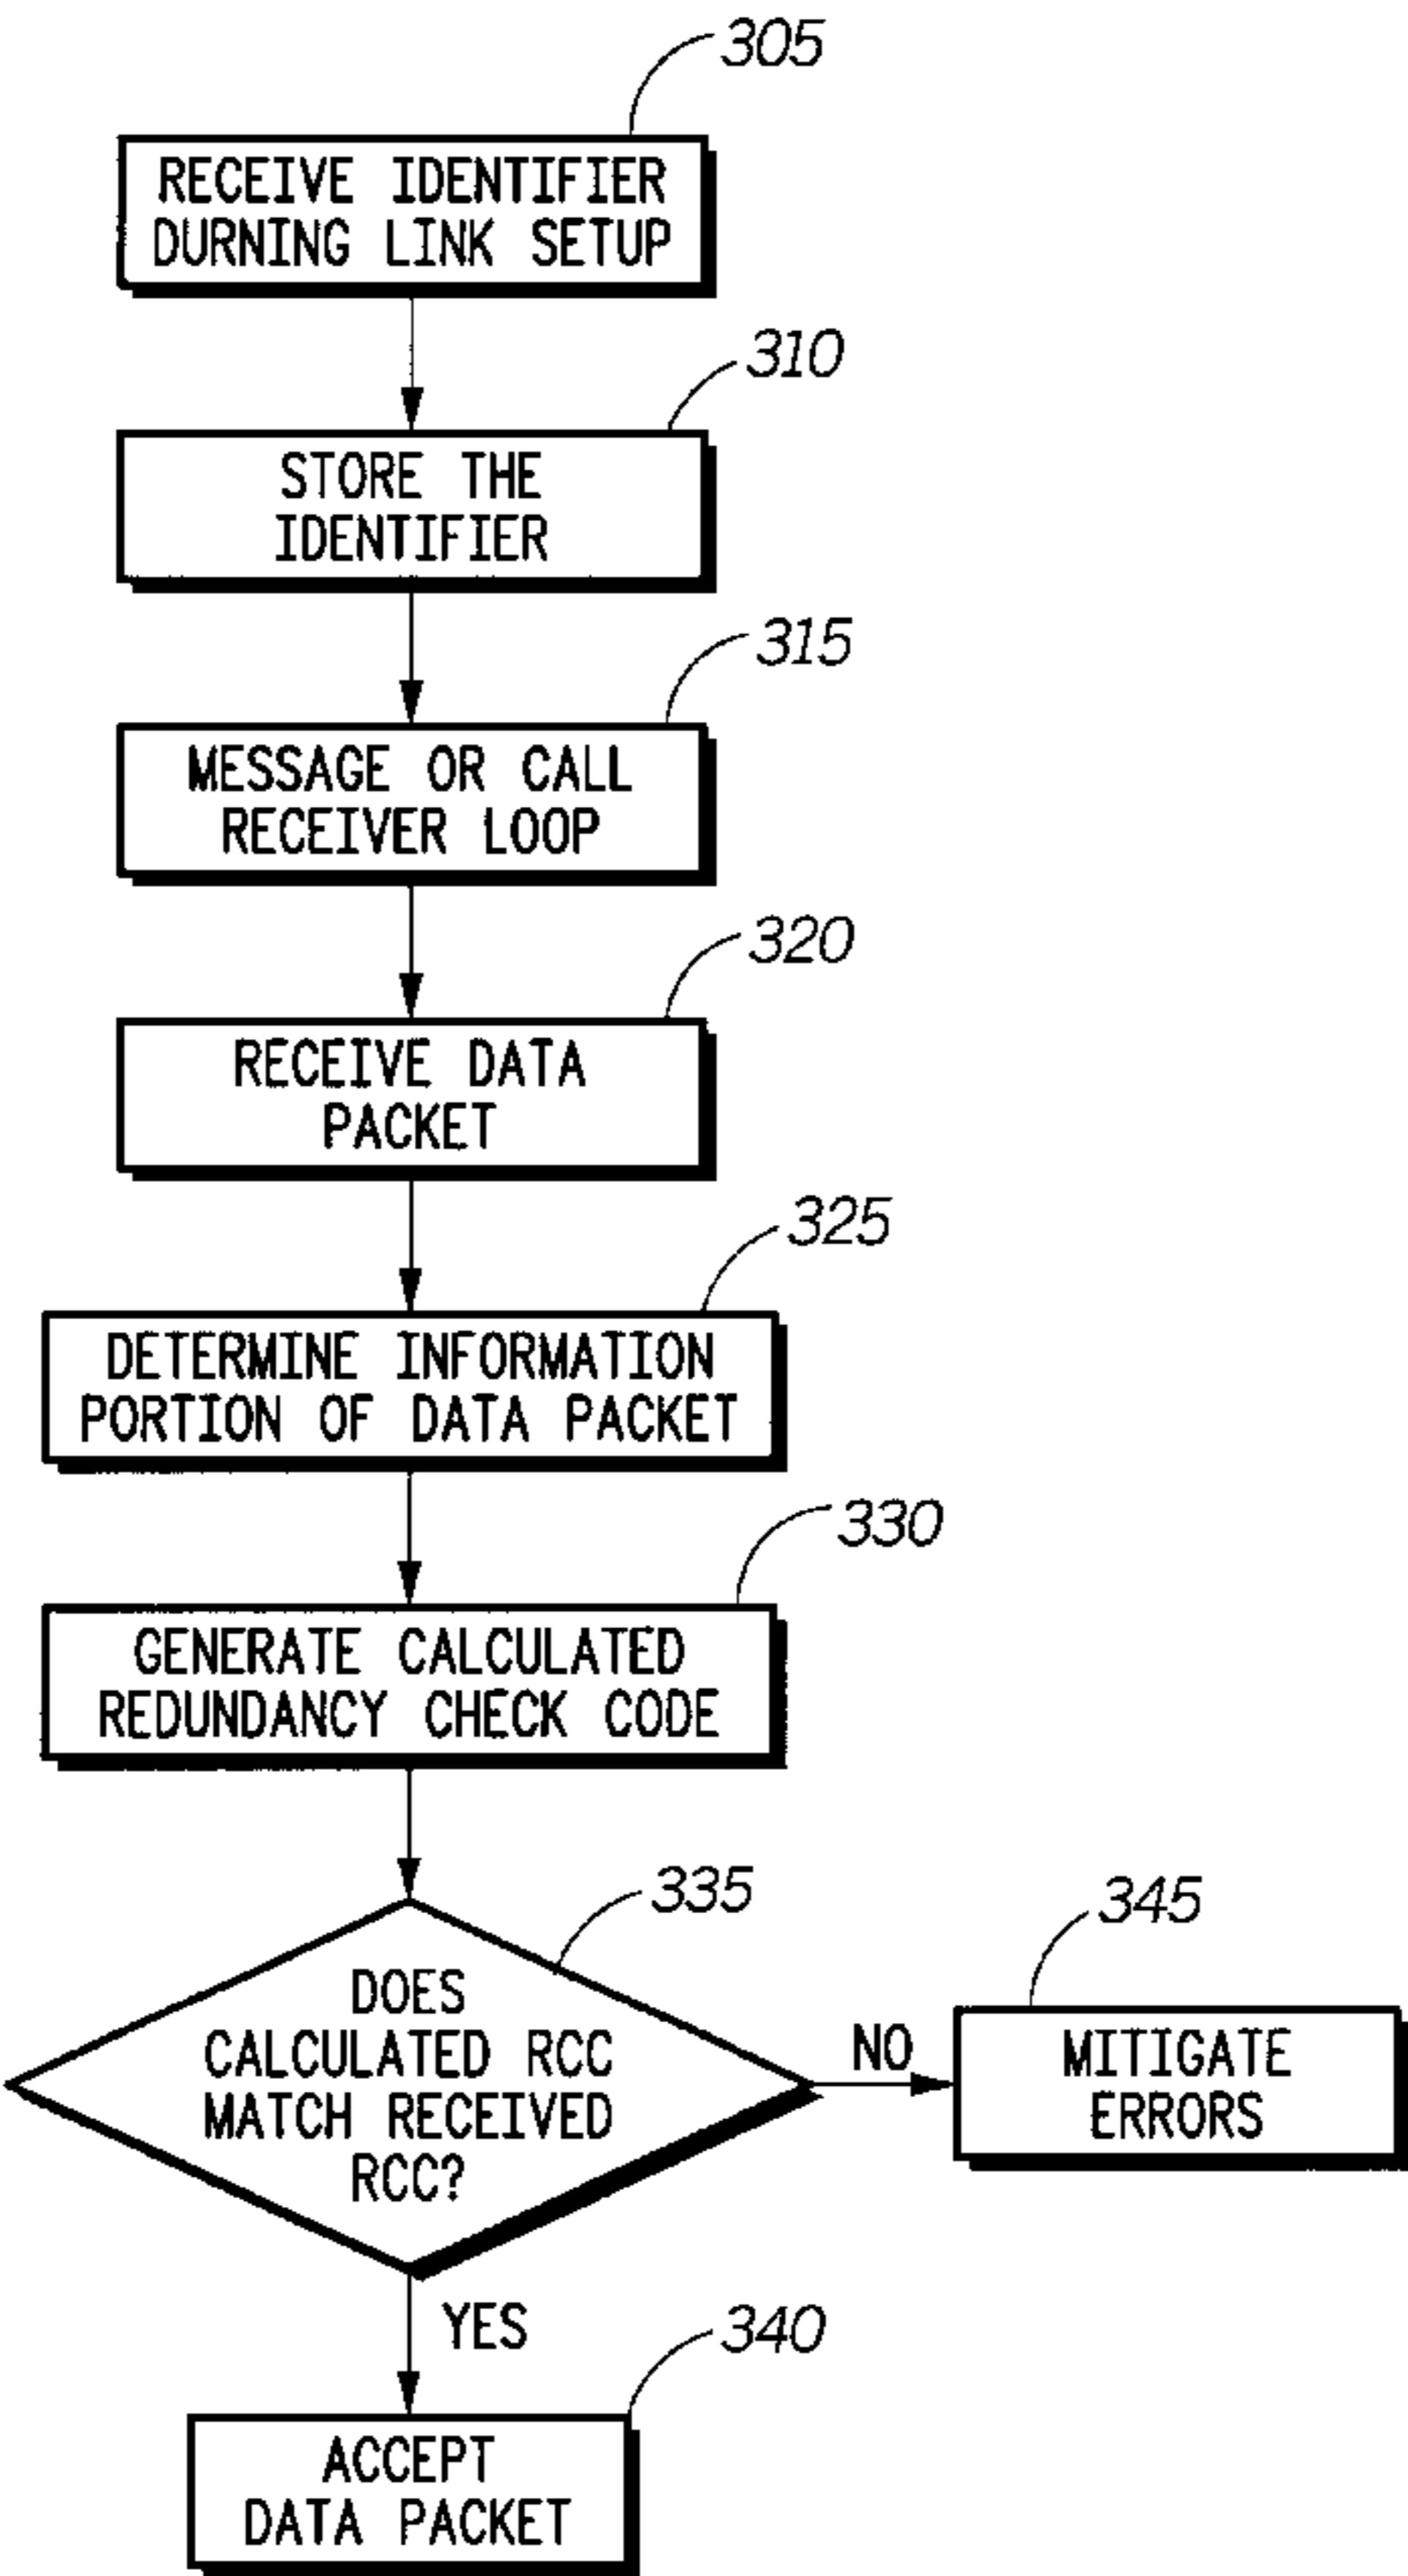 305
RECEIVE IDENTIFIER
DURNING LINK SETUP
310
STORE THE
IDENTIFIER
315
MESSAGE OR CALL
RECEIVER LOOP
320
RECEIVE DATA
PACKET
325
DETERMINE INFORMATION
PORTION OF DATA PACKET
330
GENERATE CALCULATED
REDUNDANCY CHECK CODE
335
DOES
CALCULATED RCC
MATCH RECEIVED
RCC?
NO
345
MITIGATE
ERRORS
YES
340
ACCEPT
DATA PACKET